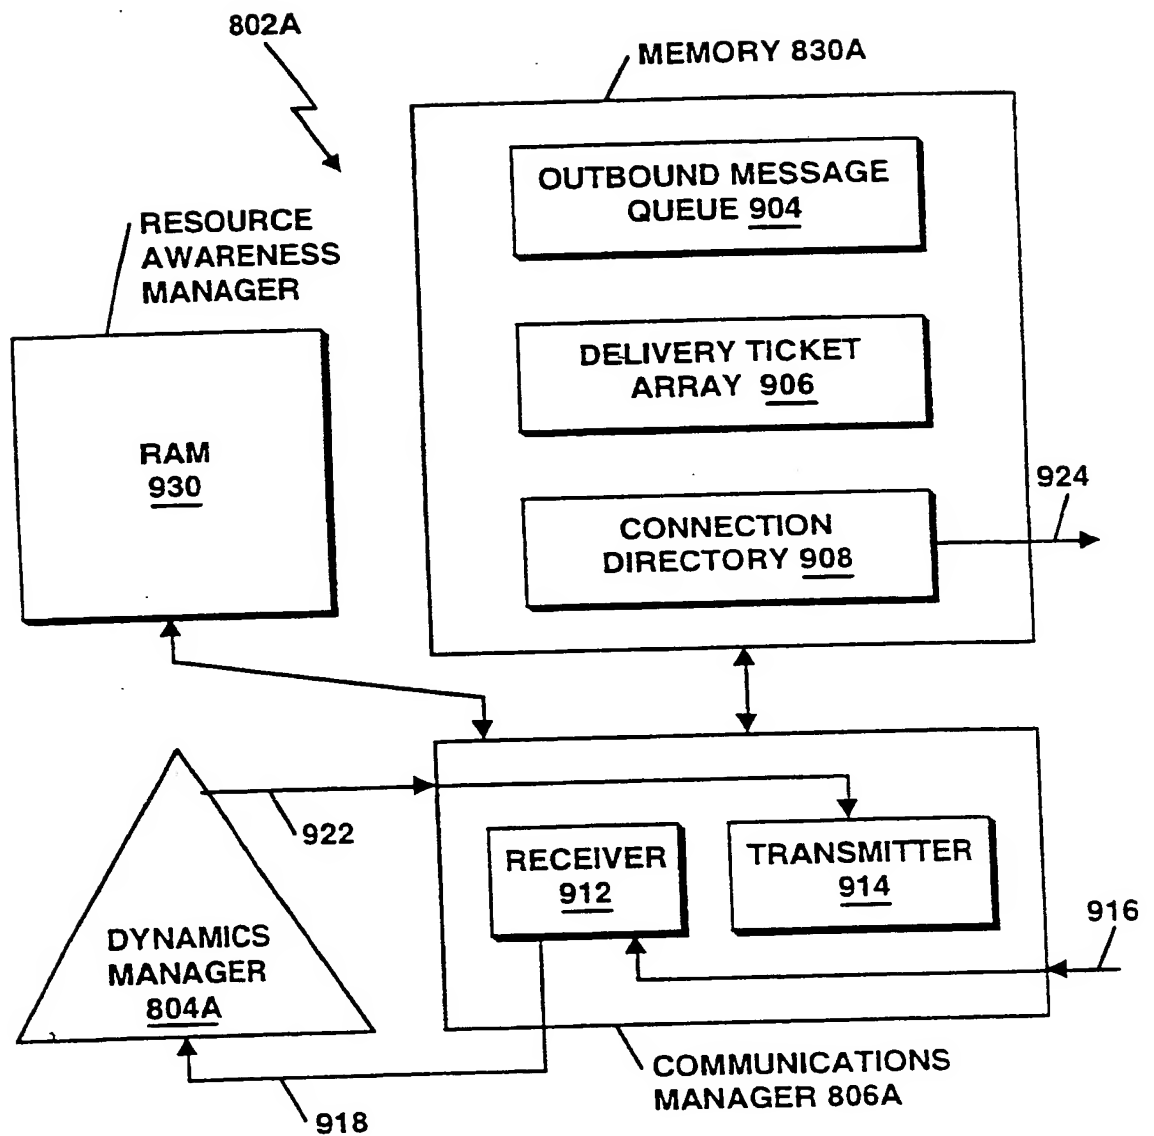 802A
MEMORY 830A
OUTBOUND MESSAGE
QUEUE 904
RESOURCE
AWARENESS
MANAGER
DELIVERY TICKET
ARRAY 906
RAM
930
924
CONNECTION
DIRECTORY 908
922
RECEIVER
912
TRANSMITTER
914
916
DYNAMICS
MANAGER
804A
COMMUNICATIONS
MANAGER 806A
918